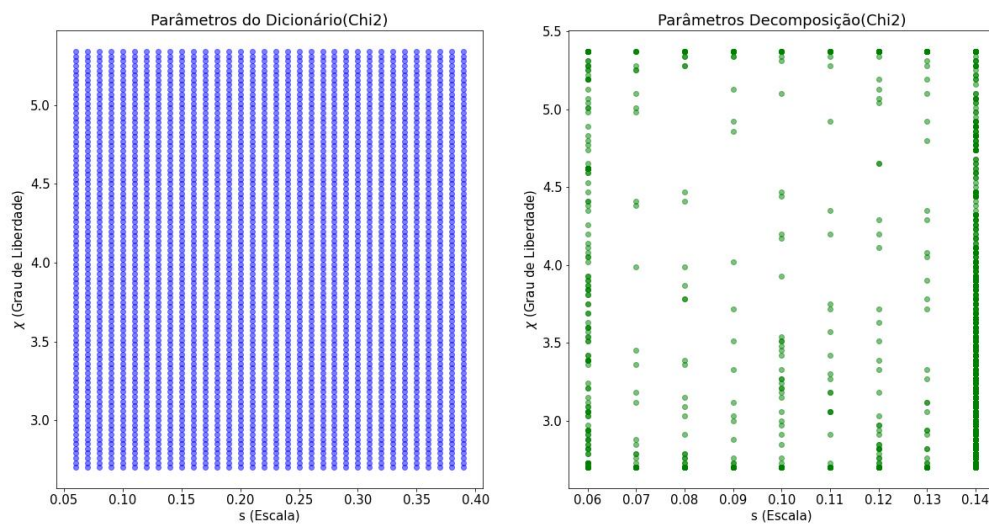 Parâmetros do Dicionário(Chi2)
χ (Grau de Liberdade)
5.0
4.5
4.0
3.5
3.0
0.05 0.10 0.15 0.20 0.25 0.30 0.35 0.40
s (Escala)
Parâmetros Decomposição(Chi2)
χ (Grau de Liberdade)
5.5
5.0
4.5
4.0
3.5
3.0
0.06 0.07 0.08 0.09 0.10 0.11 0.12 0.13 0.14
s (Escala)